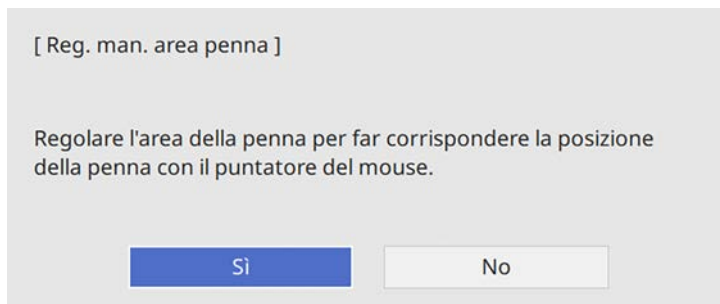 [ Reg. man. area penna ]
Regolare l'area della penna per far corrispondere la posizione
della penna con il puntatore del mouse.
Sì
No